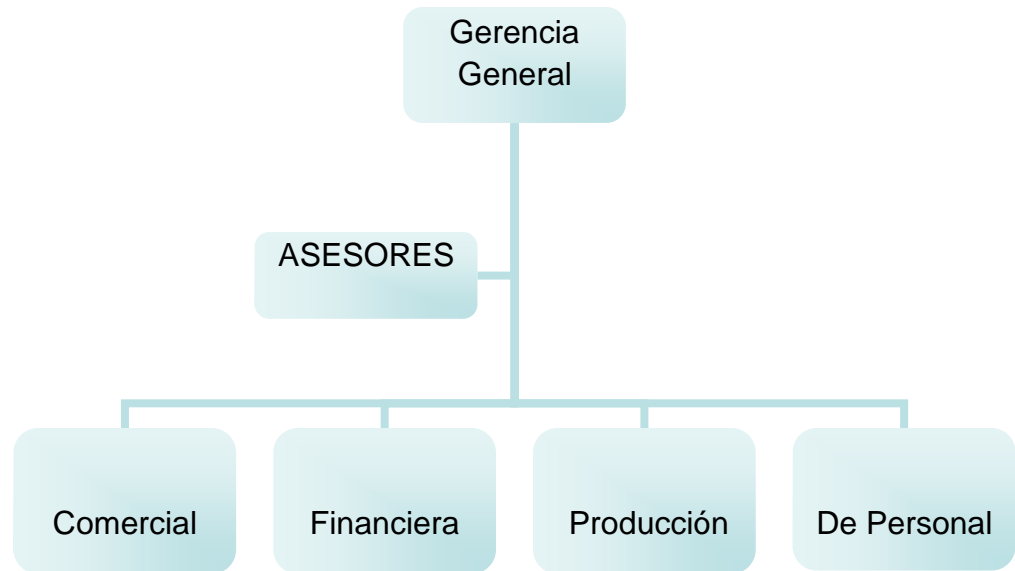 Gerencia
General
ASESORES
Comercial
Financiera
Producción
De Personal